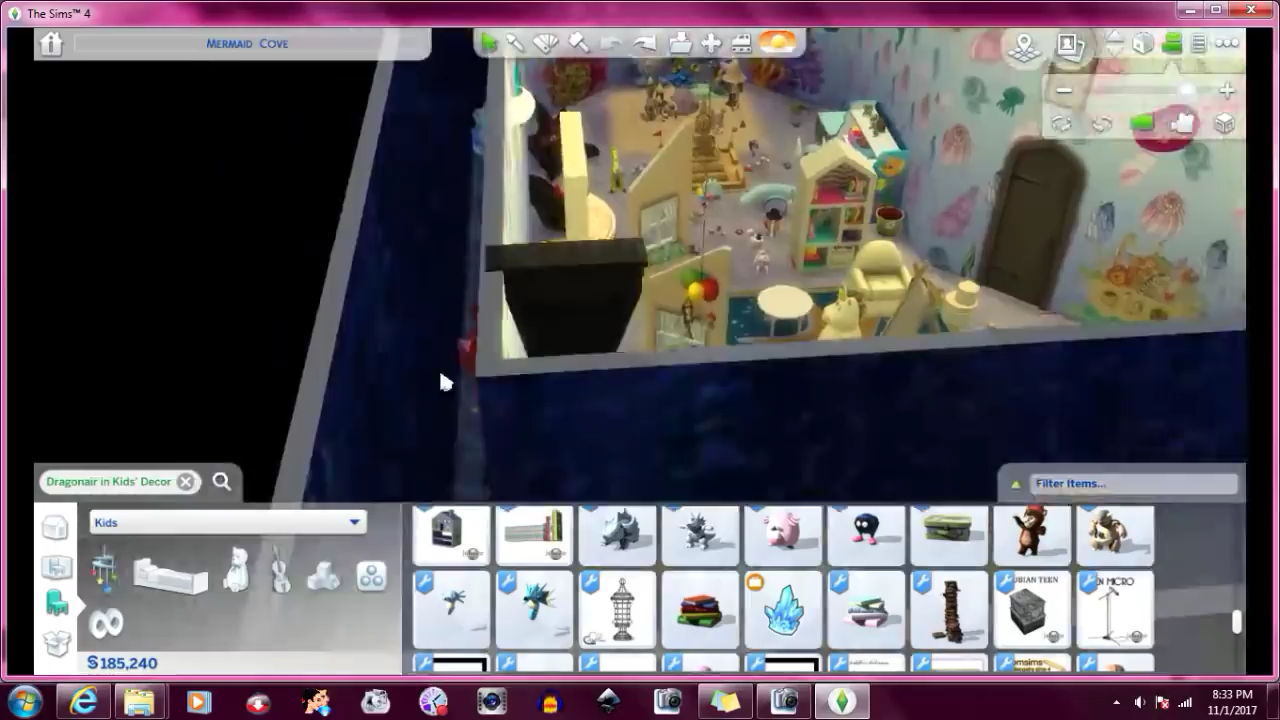 The Sims™ 4
MERMAID COVE
Dragonair in Kids' Decor
Filter Items...
Kids
§185,240
8:33 PM
11/1/2017